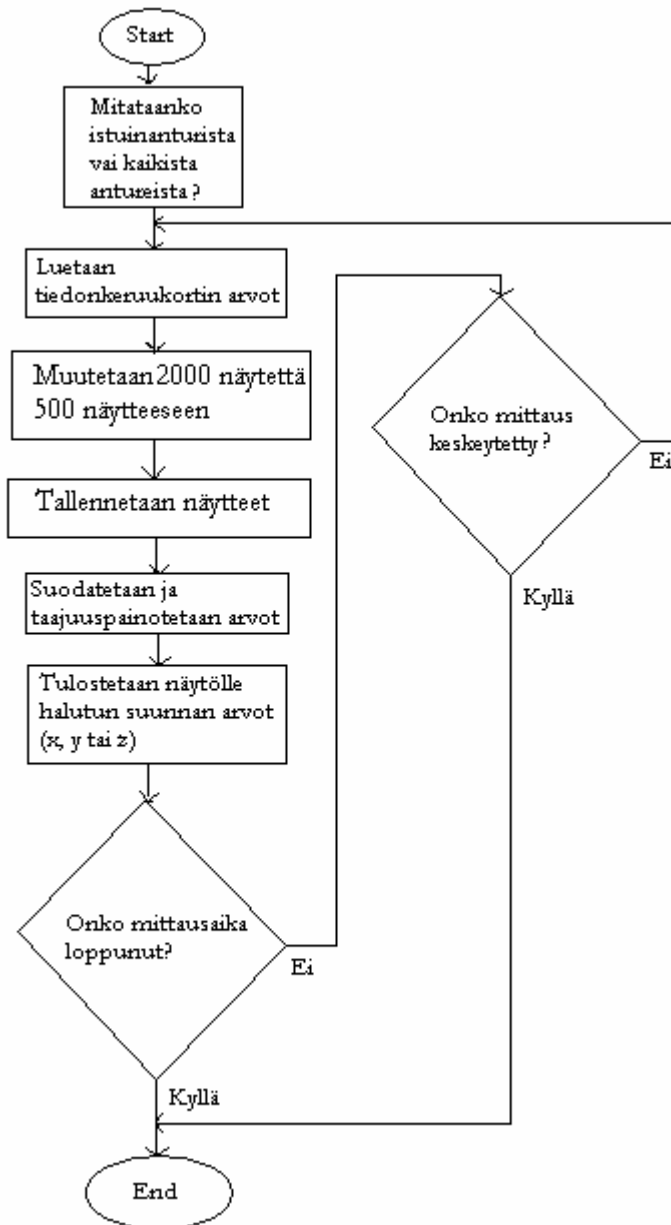 Start
Mitataanko
istuinanturista
vai kaikista
antureista?
Luetaan
tiedonkeruukortin arvot
Muutetaan 2000 näytettä
500 näytteeseen
Tallennetaan näytteet
Suodatetaan ja
taajuuspainotetaan arvot
Tulostetaan näytölle
halutun suunnan arvot
(x, y tai z)
Onko mittausaika
loppunut?
Ei
Kyllä
Onko mittaus
keskeytetty?
Ei
Kyllä
End